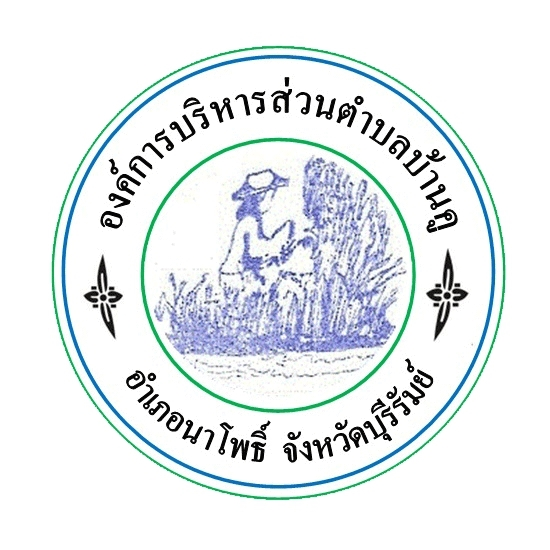 องค์การบริหารส่วนตำบลบ้านคู
อำเภอนาโพธิ์ จังหวัดบุรีรัมย์